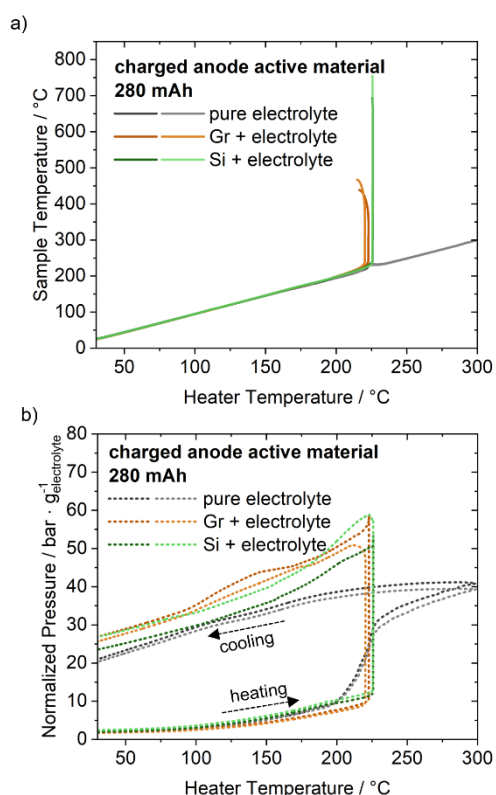 a)
800
700
600
500
400
300
200
100
0
Sample Temperature / °C
charged anode active material
280 mAh
pure electrolyte
Gr + electrolyte
Si + electrolyte
50 100 150 200 250 300
Heater Temperature / °C
b)
80
70
60
50
40
30
20
10
0
Normalized Pressure / bar · g⁻¹electrolyte
charged anode active material
280 mAh
pure electrolyte
Gr + electrolyte
Si + electrolyte
cooling
heating
50 100 150 200 250 300
Heater Temperature / °C